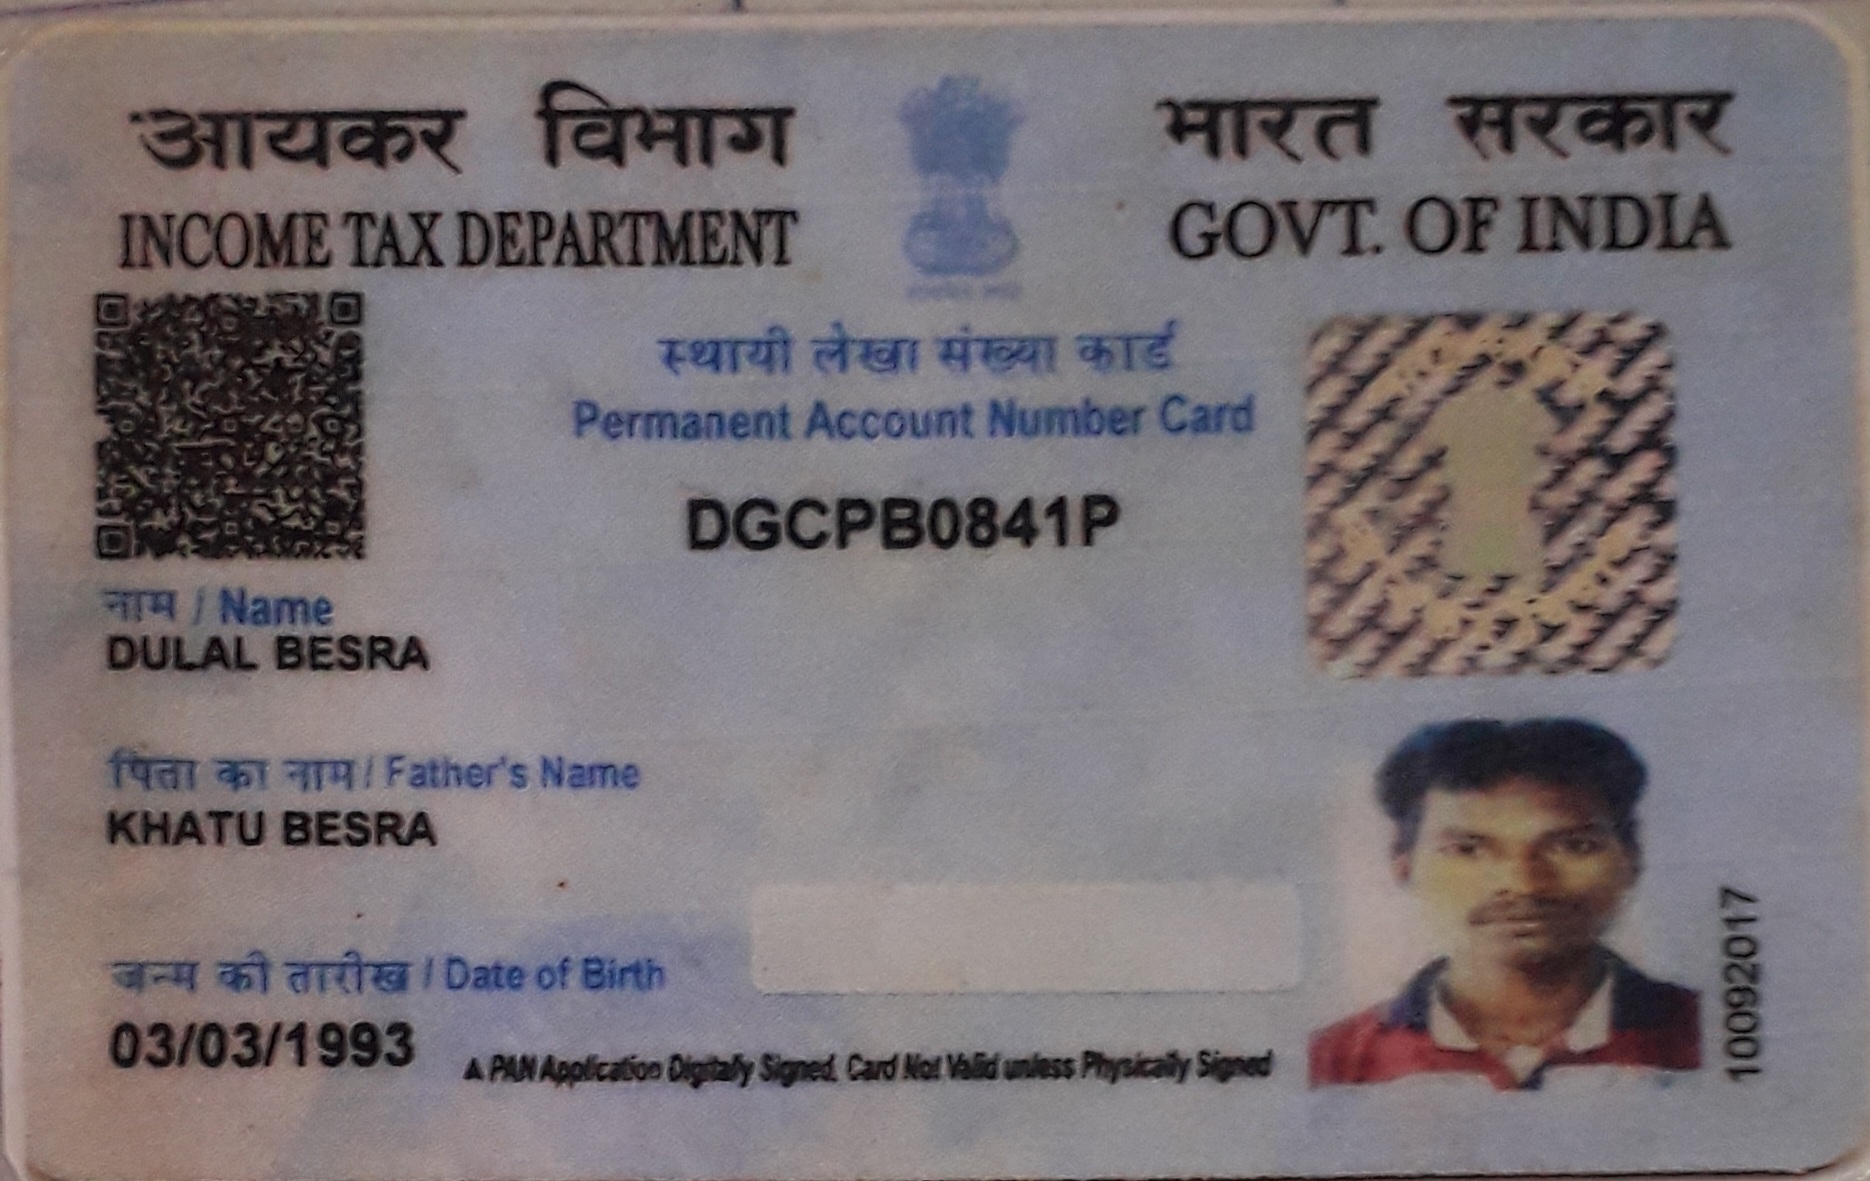 आयकर विभाग
INCOME TAX DEPARTMENT
भारत सरकार
GOVT. OF INDIA
स्थायी लेखा संख्या कार्ड
Permanent Account Number Card
DGCPB0841P
नाम / Name
DULAL BESRA
पिता का नाम / Father's Name
KHATU BESRA
जन्म की तारीख / Date of Birth
03/03/1993
A PAN Application Digitally Signed, Card Not Valid unless Physically Signed
10092017